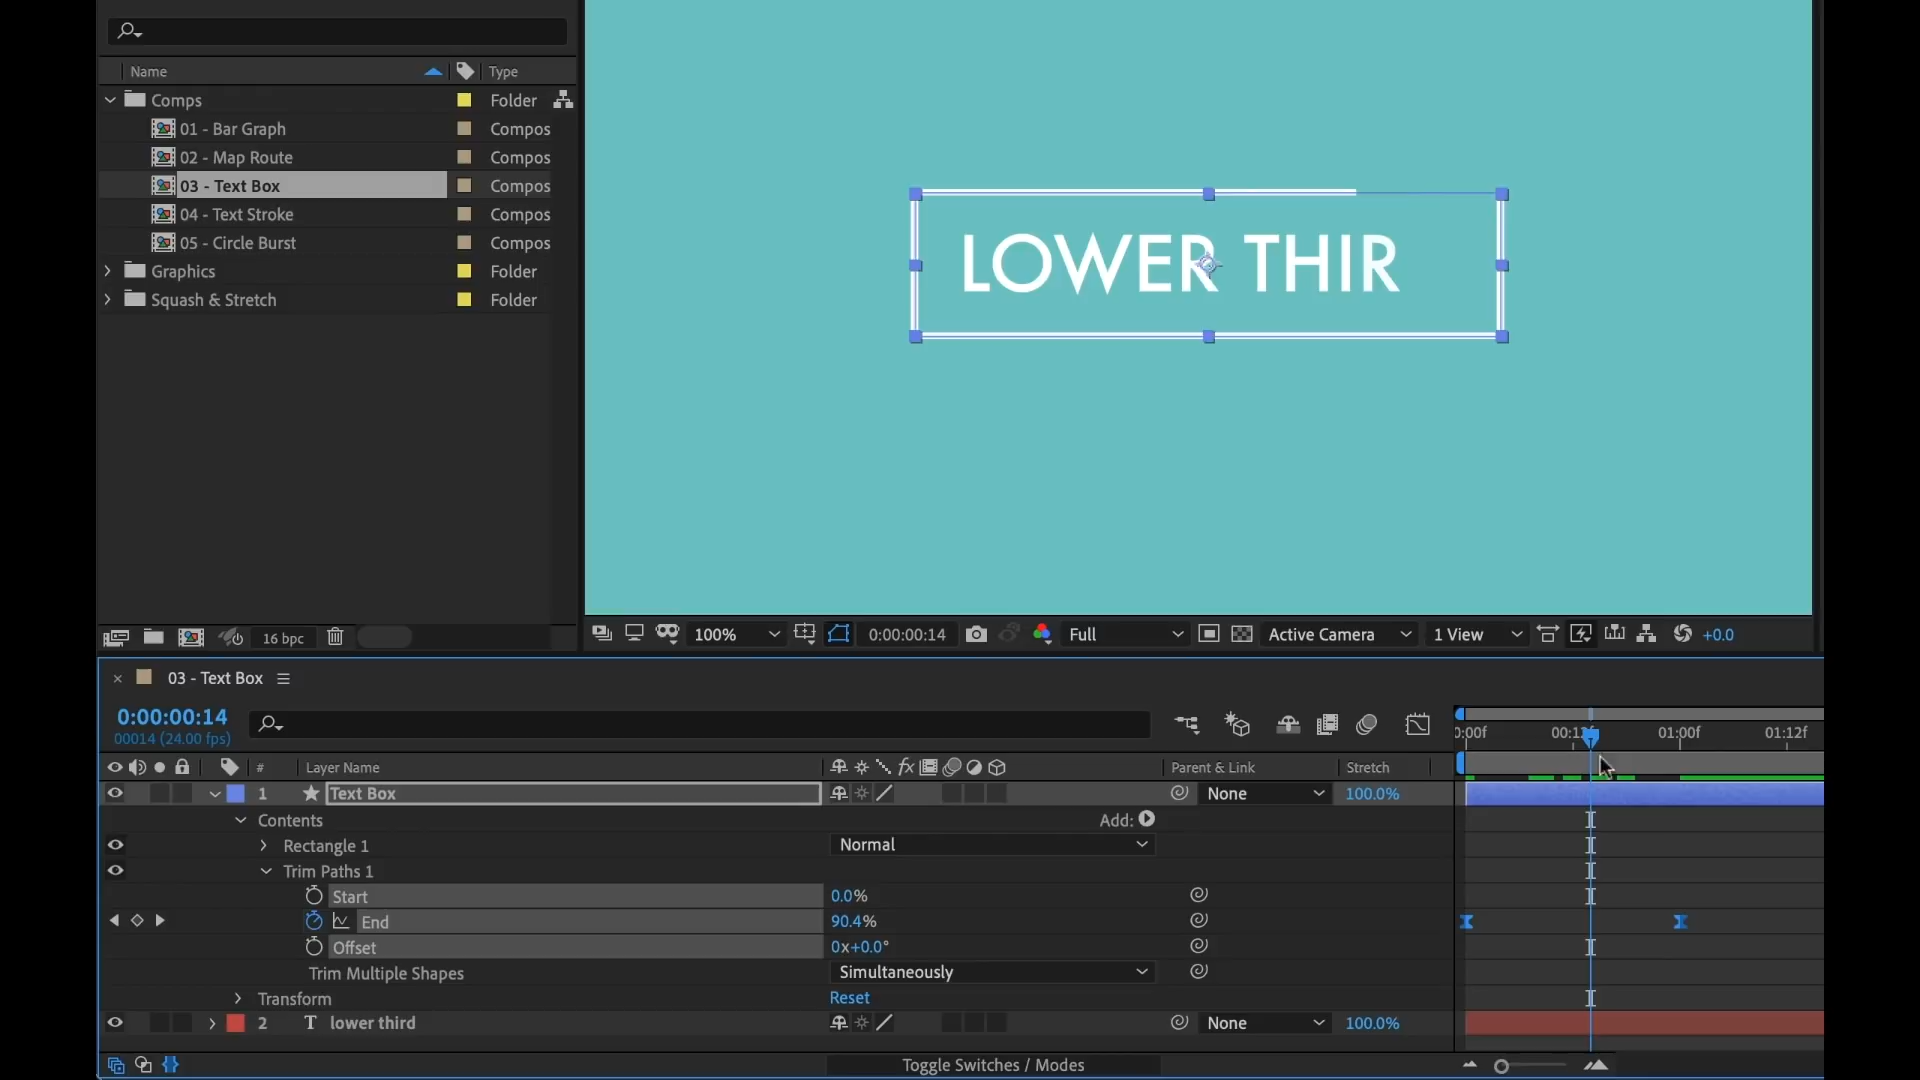 Name Type
Comps Folder
01 - Bar Graph Compos
02 - Map Route Compos
03 - Text Box Compos
04 - Text Stroke Compos
05 - Circle Burst Compos
Graphics Folder
Squash & Stretch Folder
LOWER THIR
16 bpc 100% 0:00:00:14 Full Active Camera 1 View +0.0
03 - Text Box
0:00:00:14
00014 (24.00 fps)
0:00f 01:00f 01:12f
# Layer Name fx Parent & Link Stretch
1 Text Box None 100.0%
Contents Add:
Rectangle 1 Normal
Trim Paths 1
Start 0.0%
End 90.4%
Offset 0x+0.0°
Trim Multiple Shapes Simultaneously
Transform Reset
2 T lower third None 100.0%
Toggle Switches / Modes